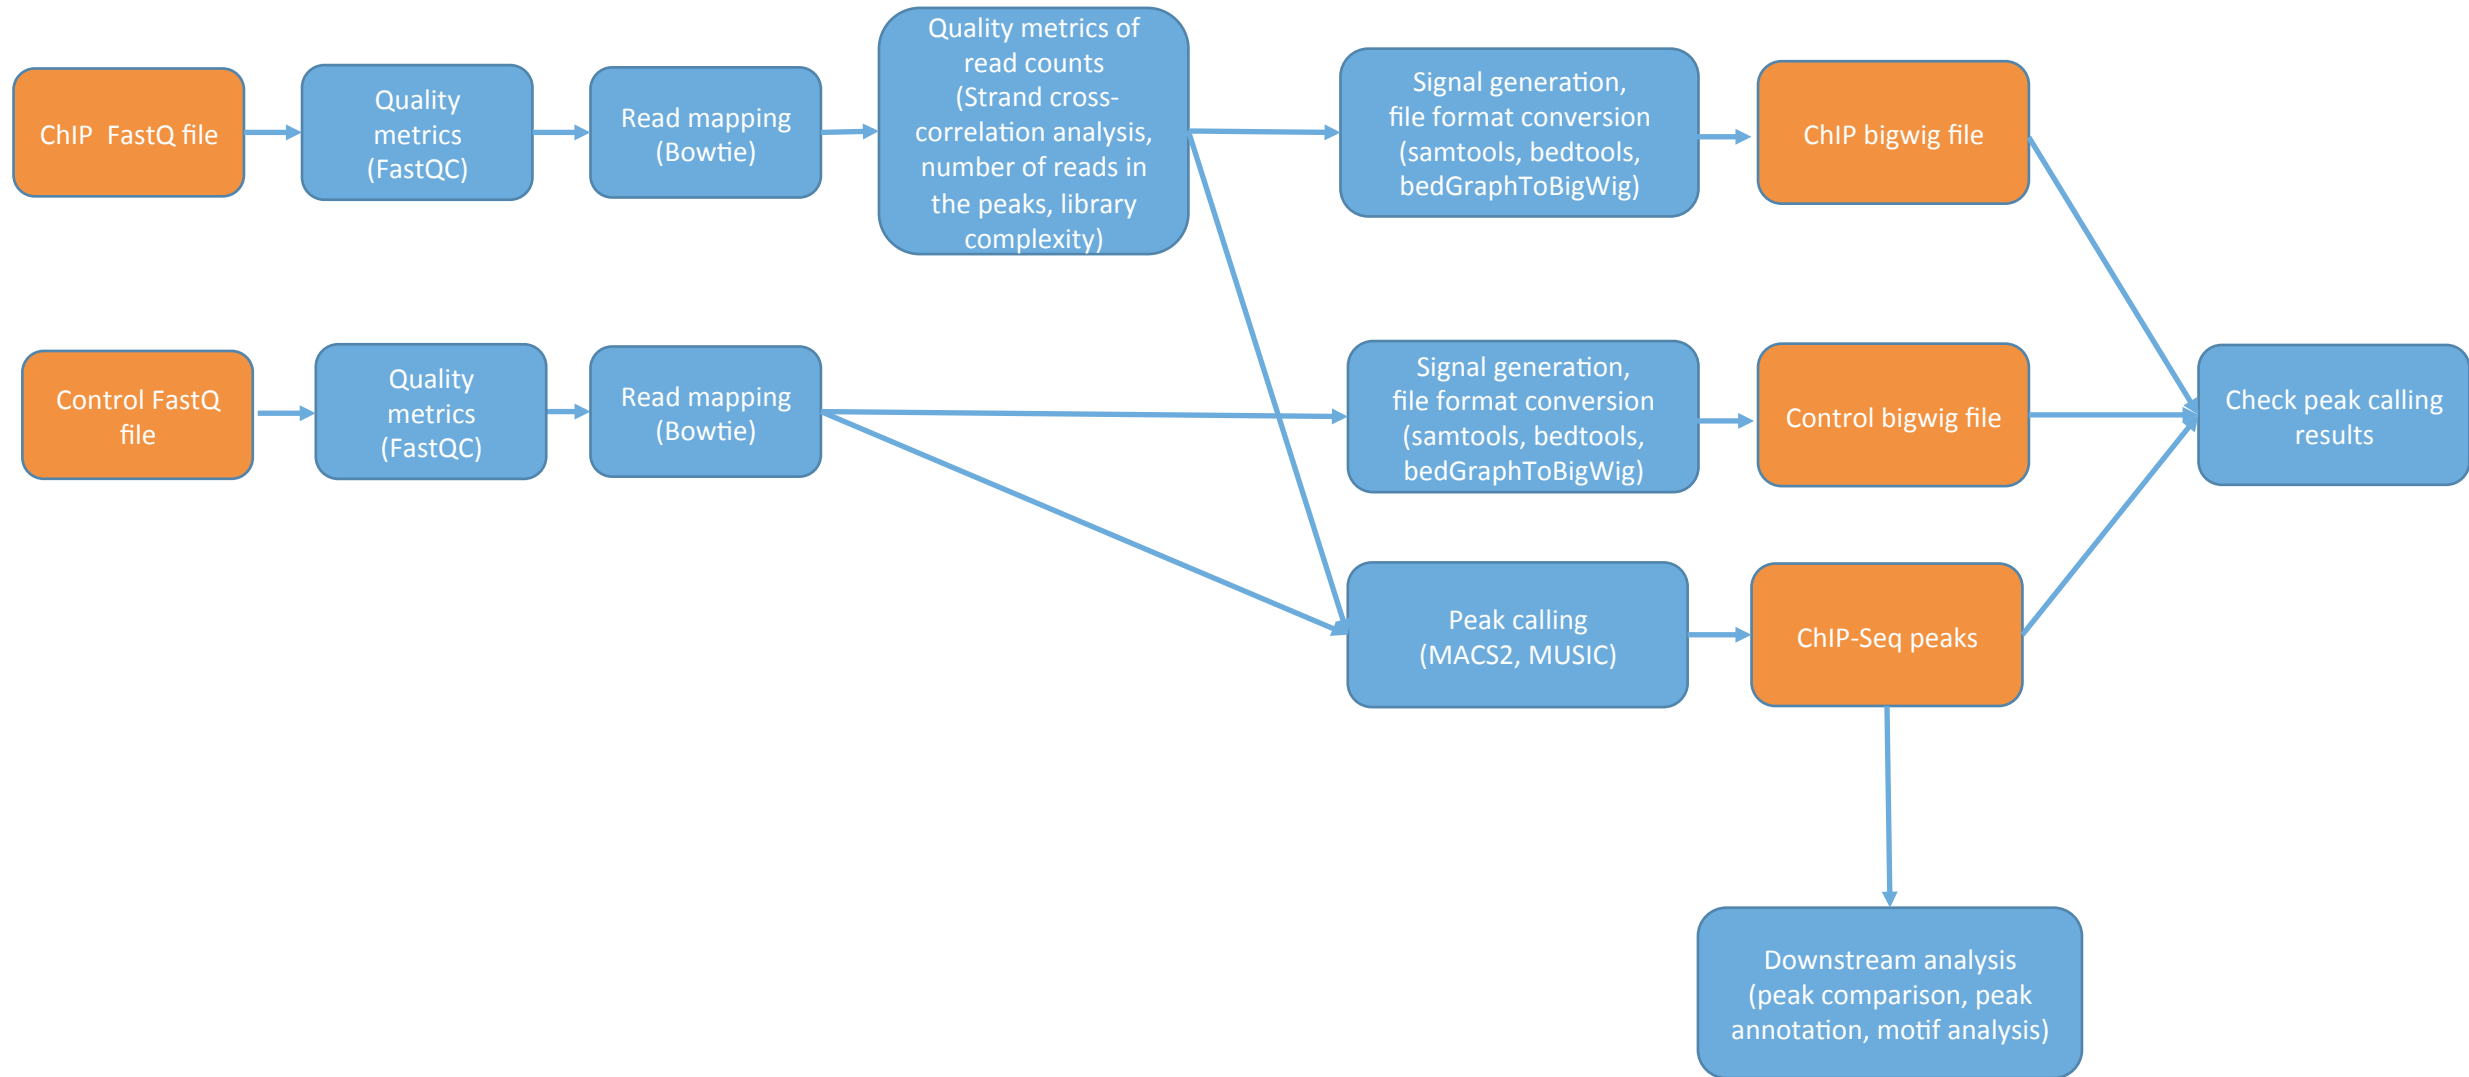 ChIP  FastQ file
Quality
metrics
(FastQC)
Read mapping
(Bowtie)
Quality metrics of
read counts
(Strand cross-
correlation analysis,
number of reads in
the peaks, library
complexity)
Signal generation,
file format conversion
(samtools, bedtools,
bedGraphToBigWig)
ChIP bigwig file
Control FastQ
file
Quality
metrics
(FastQC)
Read mapping
(Bowtie)
Signal generation,
file format conversion
(samtools, bedtools,
bedGraphToBigWig)
Control bigwig file
Check peak calling
results
Peak calling
(MACS2, MUSIC)
ChIP-Seq peaks
Downstream analysis
(peak comparison, peak
annotation, motif analysis)